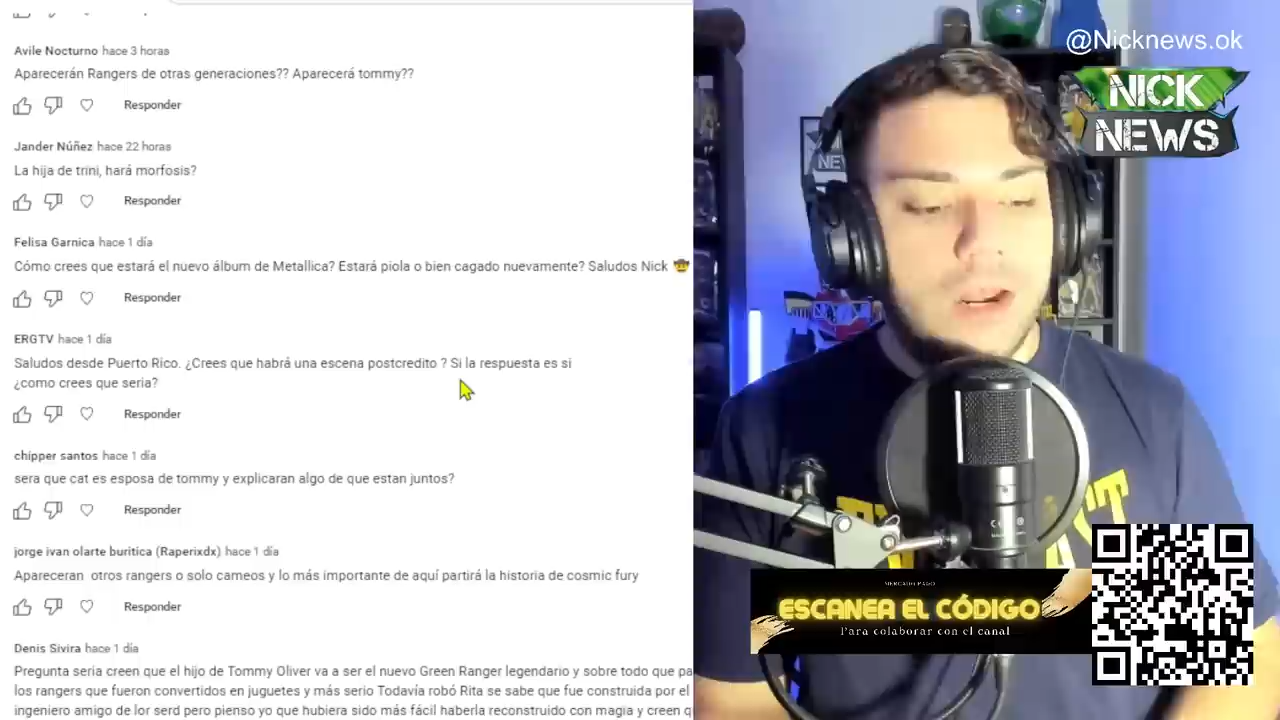 Avile Nocturno hace 3 horas
Aparecerán Rangers de otras generaciones?? Aparecerá tommy??
Responder
Jander Núñez hace 22 horas
La hija de trini, hará morfosis?
Responder
Felisa Garnica hace 1 día
Cómo crees que estará el nuevo álbum de Metallica? Estará piola o bien cagado nuevamente? Saludos Nick 🤠
Responder
ERGTV hace 1 día
Saludos desde Puerto Rico. ¿Crees que habrá una escena postcredito ? Si la respuesta es si
¿como crees que seria?
Responder
chipper santos hace 1 día
sera que cat es esposa de tommy y explicaran algo de que estan juntos?
Responder
jorge ivan olarte buritica (Raperixdx) hace 1 día
Apareceran otros rangers o solo cameos y lo más importante de aquí partirá la historia de cosmic fury
Responder
Denis Sivira hace 1 día
Pregunta seria creen que el hijo de Tommy Oliver va a ser el nuevo Green Ranger legendario y sobre todo que pa
los rangers que fueron convertidos en juguetes y más serio Todavía robó Rita se sabe que fue construida por el
ingeniero amigo de lor serd pero pienso yo que hubiera sido más fácil haberla reconstruido con magia y creen q
@Nicknews.ok
NICK
NEWS
NEW
MERCADO PAGO
ESCANEA EL CÓDIGO
Para colaborar con el canal